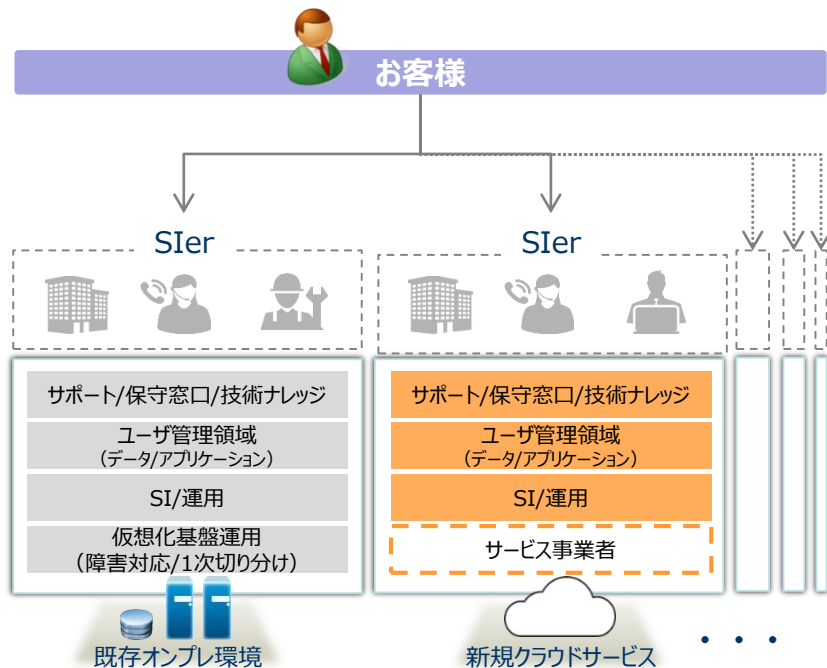 お客様
SIer
SIer
サポート/保守窓口/技術ナレッジ
ユーザ管理領域
(データ/アプリケーション)
SI/運用
仮想化基盤運用
(障害対応/1次切り分け)
既存オンプレ環境
サポート/保守窓口/技術ナレッジ
ユーザ管理領域
(データ/アプリケーション)
SI/運用
サービス事業者
新規クラウドサービス
・・・